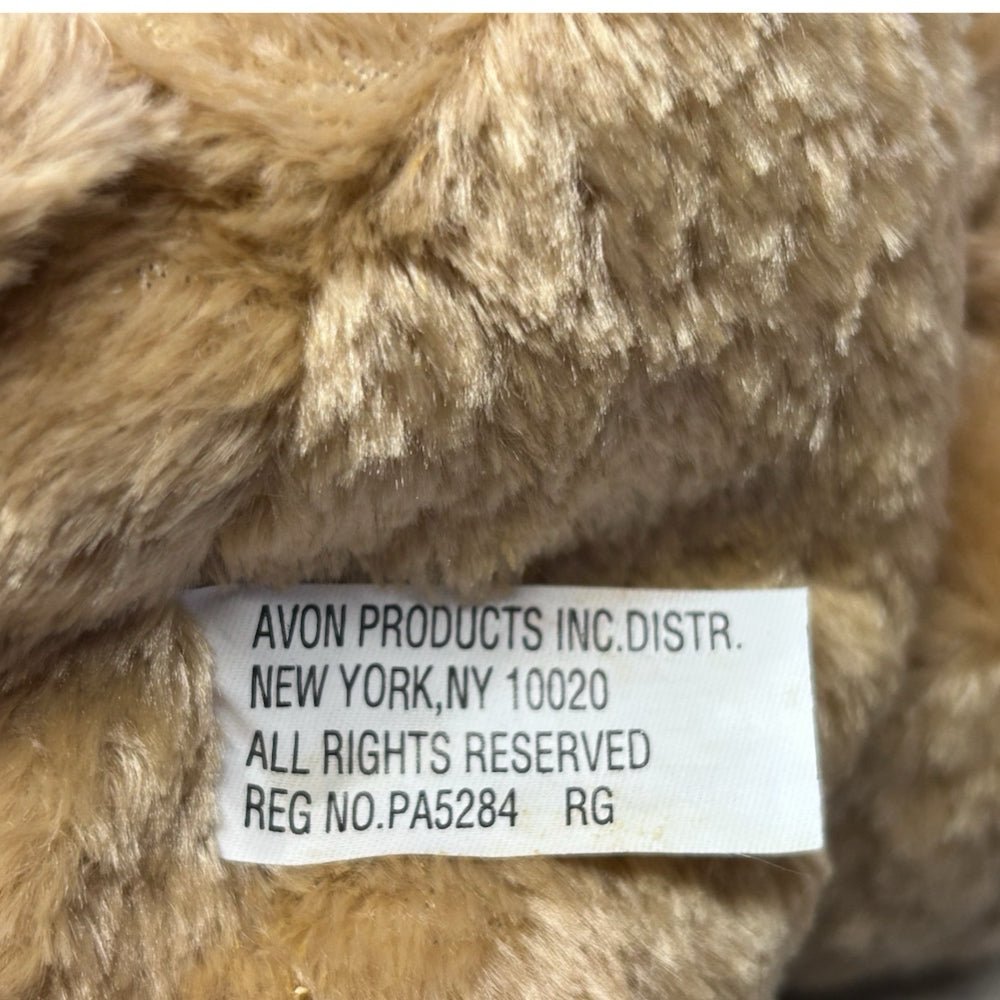 AVON PRODUCTS INC.DISTR.
NEW YORK,NY 10020
ALL RIGHTS RESERVED
REG NO.PA5284 RG